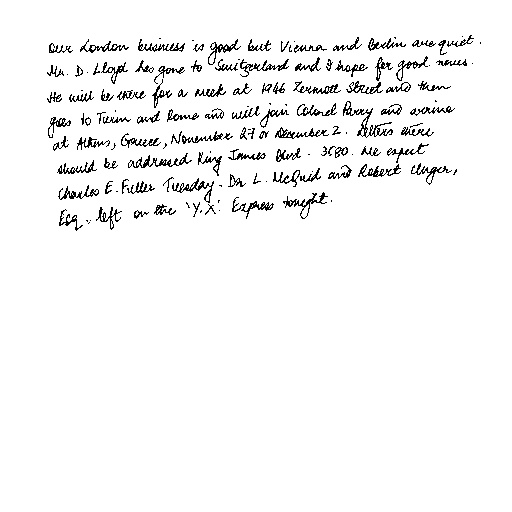 Our London business is good but Vienna and Berlin are quiet.
Mr. D. Lloyd has gone to Switzerland and I hope for good news.
He will be there for a week at 1946 Zermott Street and then
goes to Turin and Rome and will join Colonel Parry and arrive
at Athens, Greece, November 27 or December 2. Letters there
should be addressed King James Blvd. 3580. We expect
Charles E. Fuller Tuesday. Dr. L. McQuid and Robert Unger,
Esq., left on the 'Y.X.' Express tonight.